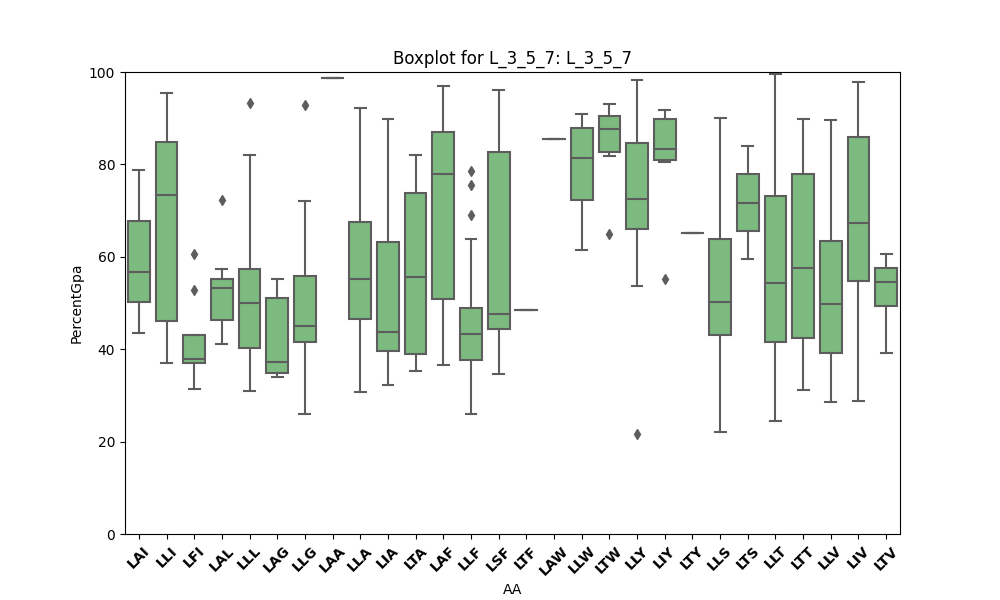 Boxplot for L_3_5_7: L_3_5_7
100
80
60
40
20
0
PercentGpa
LAI LLI LFI LAL LLL LAG LLG LAA LLA LIA LTA LAF LLF LSF LTF LAW LLW LTW LLY LIY LTY LLS LTS LLT LTT LLV LIV LTV
AA